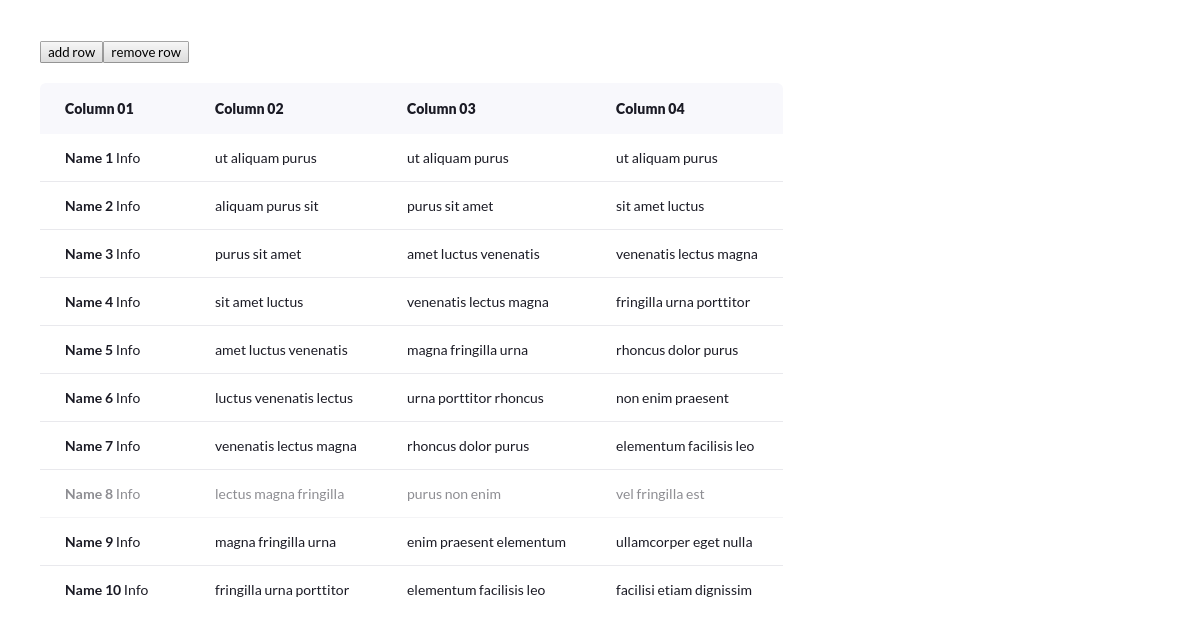 add row remove row
Column 01 Column 02 Column 03 Column 04
Name 1 Info ut aliquam purus ut aliquam purus ut aliquam purus
Name 2 Info aliquam purus sit purus sit amet sit amet luctus
Name 3 Info purus sit amet amet luctus venenatis venenatis lectus magna
Name 4 Info sit amet luctus venenatis lectus magna fringilla urna porttitor
Name 5 Info amet luctus venenatis magna fringilla urna rhoncus dolor purus
Name 6 Info luctus venenatis lectus urna porttitor rhoncus non enim praesent
Name 7 Info venenatis lectus magna rhoncus dolor purus elementum facilisis leo
Name 8 Info lectus magna fringilla purus non enim vel fringilla est
Name 9 Info magna fringilla urna enim praesent elementum ullamcorper eget nulla
Name 10 Info fringilla urna porttitor elementum facilisis leo facilisi etiam dignissim